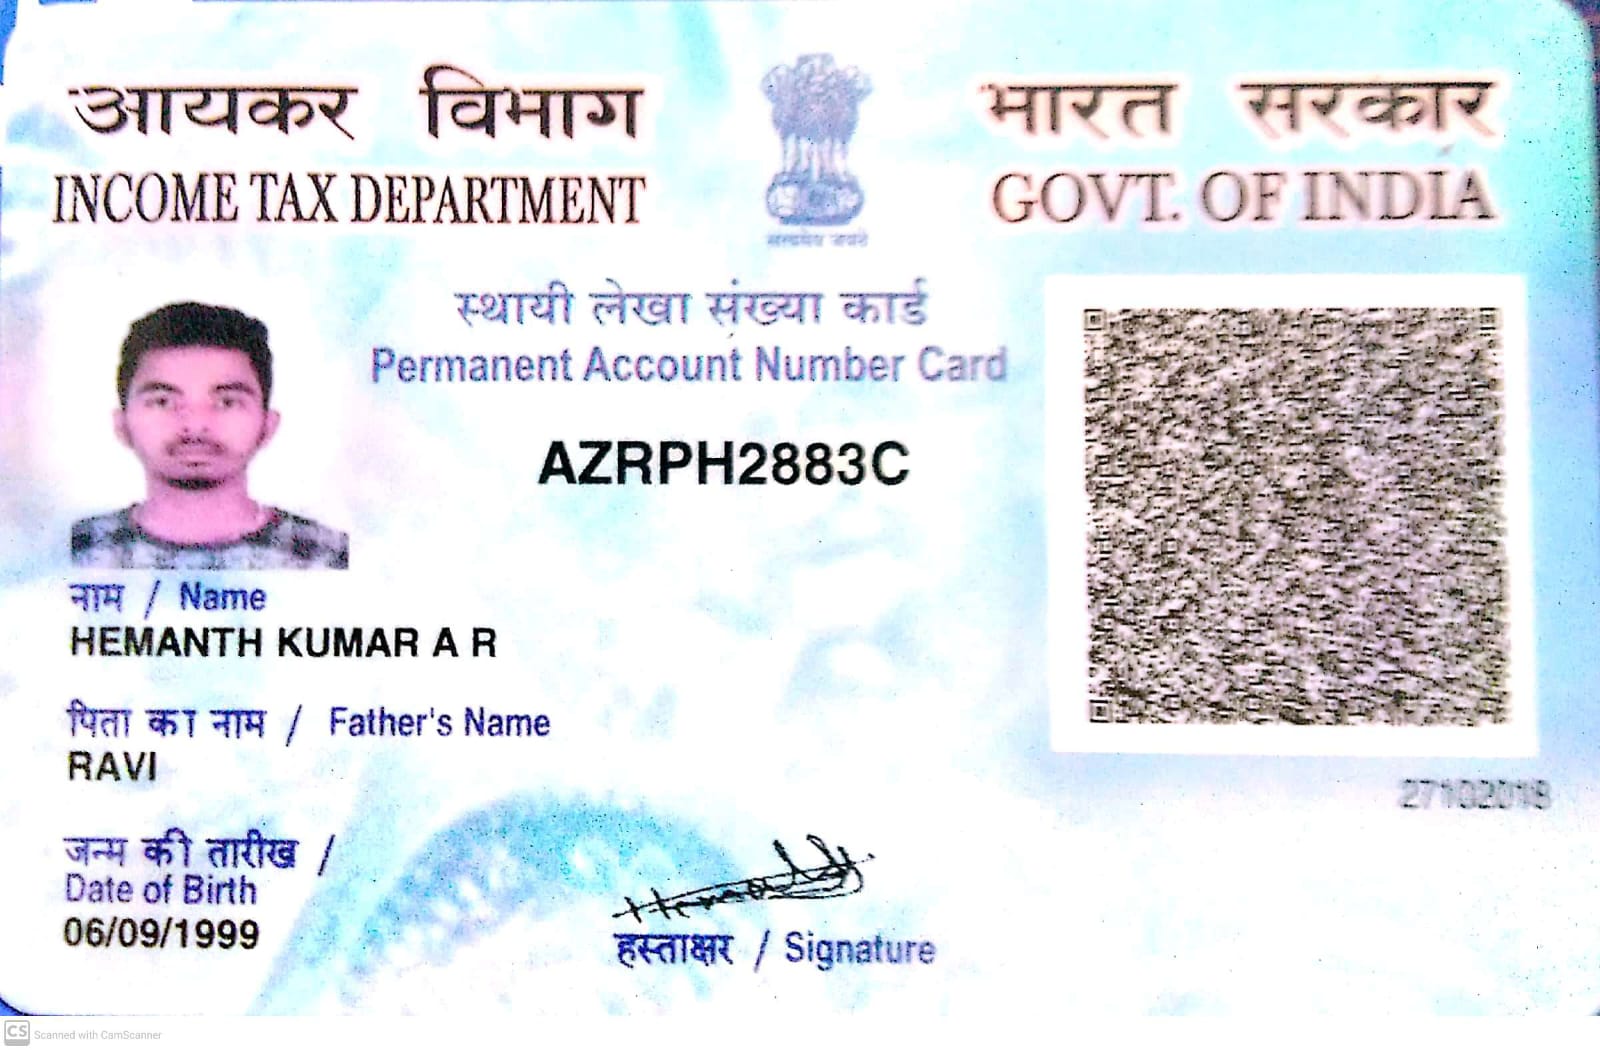 आयकर विभाग
INCOME TAX DEPARTMENT
सत्यमेव जयते
भारत सरकार
GOVT. OF INDIA
स्थायी लेखा संख्या कार्ड
Permanent Account Number Card
AZRPH2883C
नाम / Name
HEMANTH KUMAR A R
पिता का नाम / Father's Name
RAVI
27102018
जन्म की तारीख /
Date of Birth
06/09/1999
हस्ताक्षर / Signature
CS Scanned with CamScanner